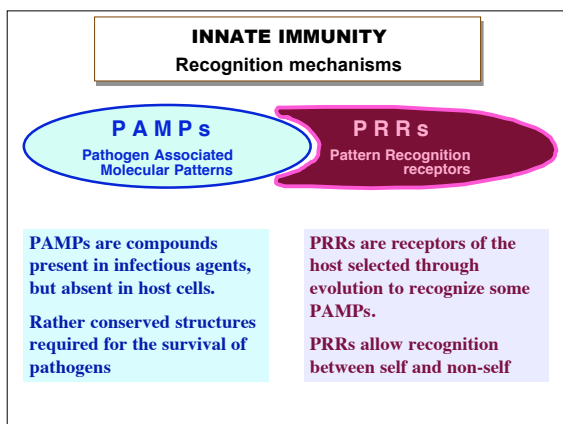 INNATE IMMUNITY
Recognition mechanisms
P A M P s
Pathogen Associated
Molecular Patterns
P R R s
Pattern Recognition
receptors
PAMPs are compounds
present in infectious agents,
but absent in host cells.
Rather conserved structures
required for the survival of
pathogens
PRRs are receptors of the
host selected through
evolution to recognize some
PAMPs.
PRRs allow recognition
between self and non-self